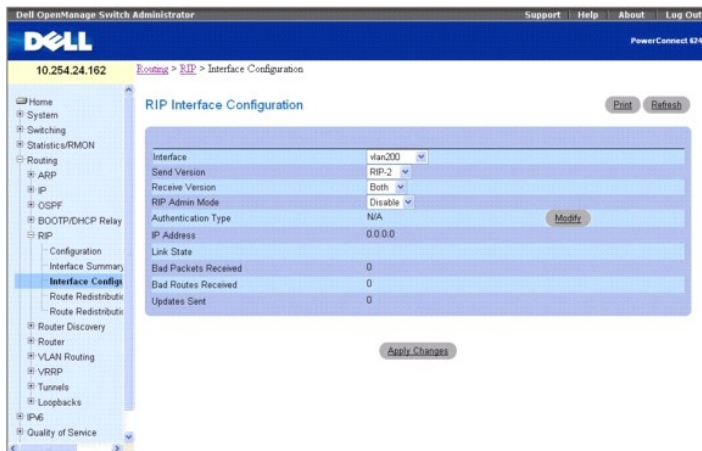 Dell OpenManage Switch Administrator
Support Help About Log Out
DELL
PowerConnect 624
10.254.24.162
Routing > RIP > Interface Configuration
Home
System
Switching
Statistics/RMON
Routing
ARP
IP
OSPF
BOOTP/DHCP Relay
RIP
Configuration
Interface Summary
Interface Configu
Route Redistributic
Route Redistributic
Router Discovery
Router
VLAN Routing
VRRP
Tunnels
Loopbacks
IPv6
Quality of Service
RIP Interface Configuration
Print Refresh
Interface vlan200
Send Version RIP-2
Receive Version Both
RIP Admin Mode Disable
Authentication Type N/A Modify
IP Address 0.0.0.0
Link State
Bad Packets Received 0
Bad Routes Received 0
Updates Sent 0
Apply Changes